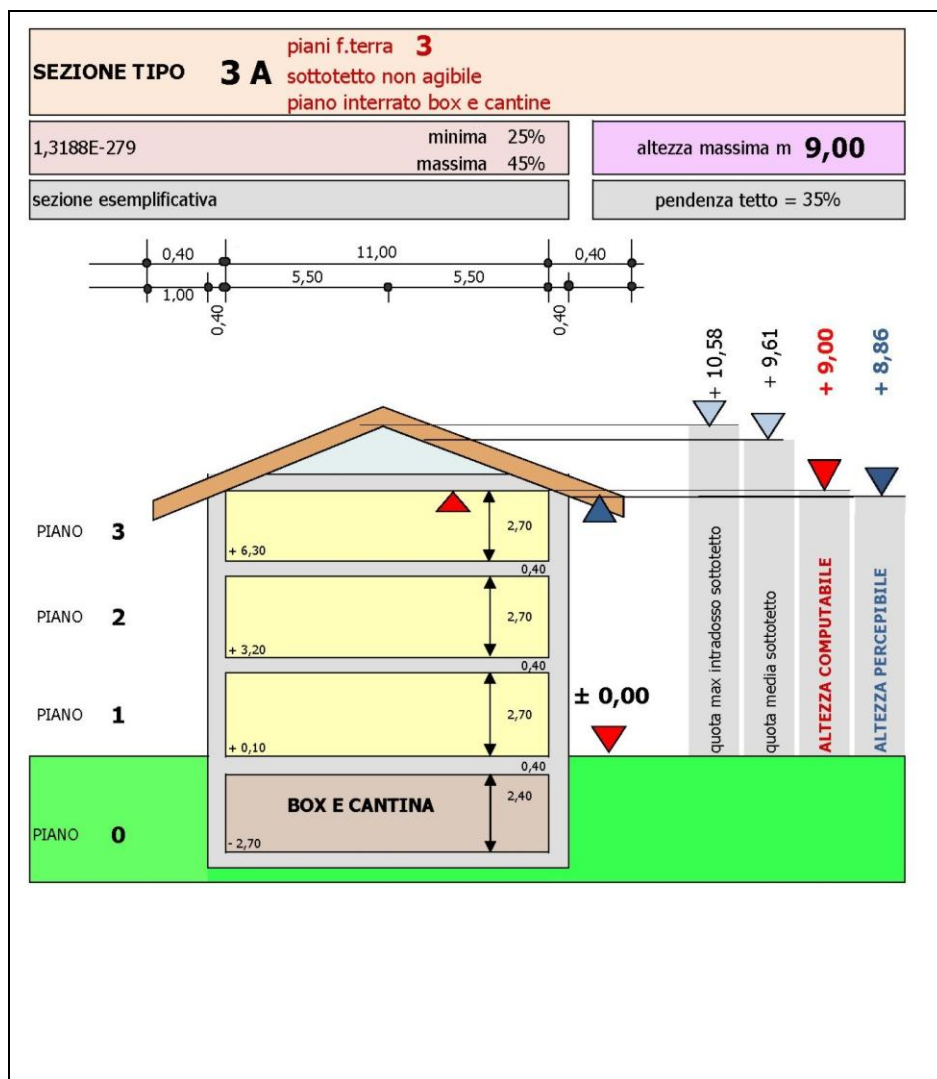 piani f.terra 3
SEZIONE TIPO 3 A
sottotetto non agibile
piano interrato box e cantine
1,3188E-279
minima 25%
massima 45%
altezza massima m 9,00
sezione esemplificativa
pendenza tetto = 35%
0,40 11,00 0,40
5,50 5,50
1,00
0,40
0,40
+ 10,58
+ 9,61
+ 9,00
+ 8,86
PIANO 3
2,70
+ 6,30
0,40
PIANO 2
2,70
+ 3,20
0,40
PIANO 1
2,70
± 0,00
+ 0,10
0,40
quota max intradosso sottotetto
quota media sottotetto
ALTEZZA COMPUTABILE
ALTEZZA PERCEPIBILE
BOX E CANTINA
2,40
PIANO 0
- 2,70